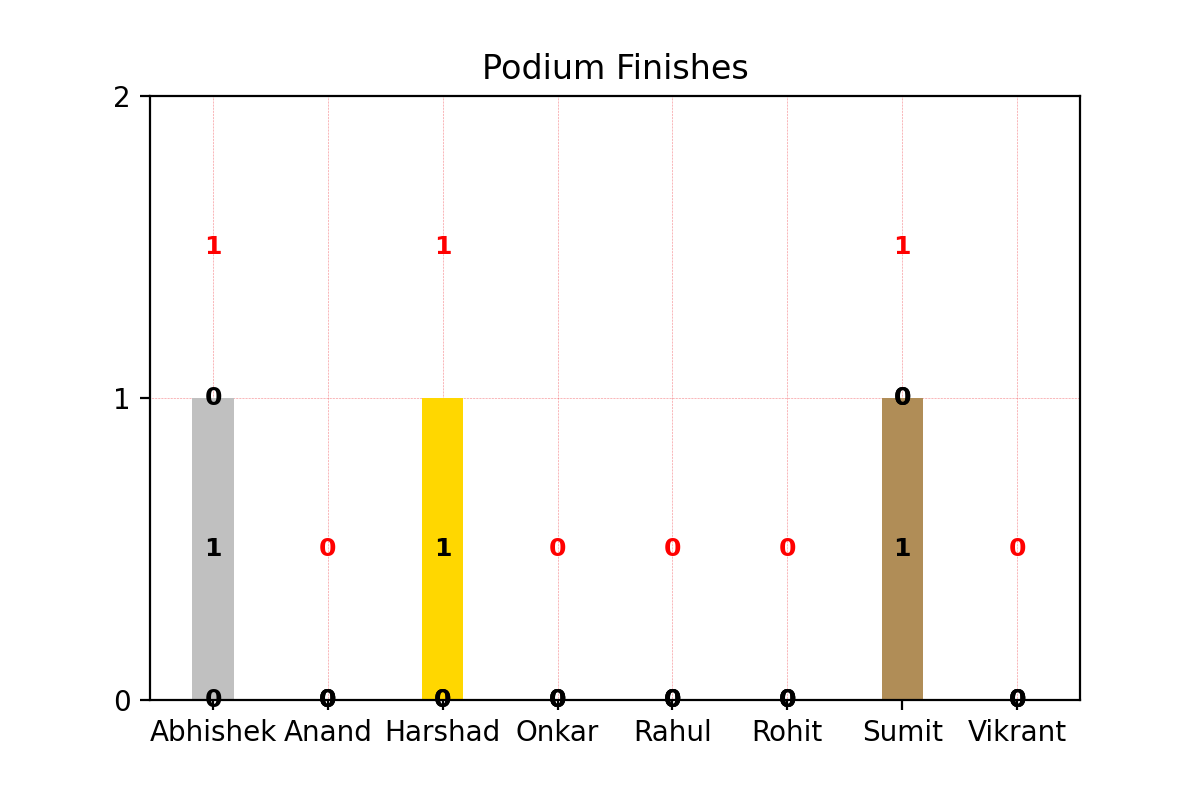 Podium Finishes
2
1 1 1
1 0 0
1 0 1 0 0 0 1 0
0 0 0 0 0 0 0 0
Abhishek Anand Harshad Onkar Rahul Rohit Sumit Vikrant